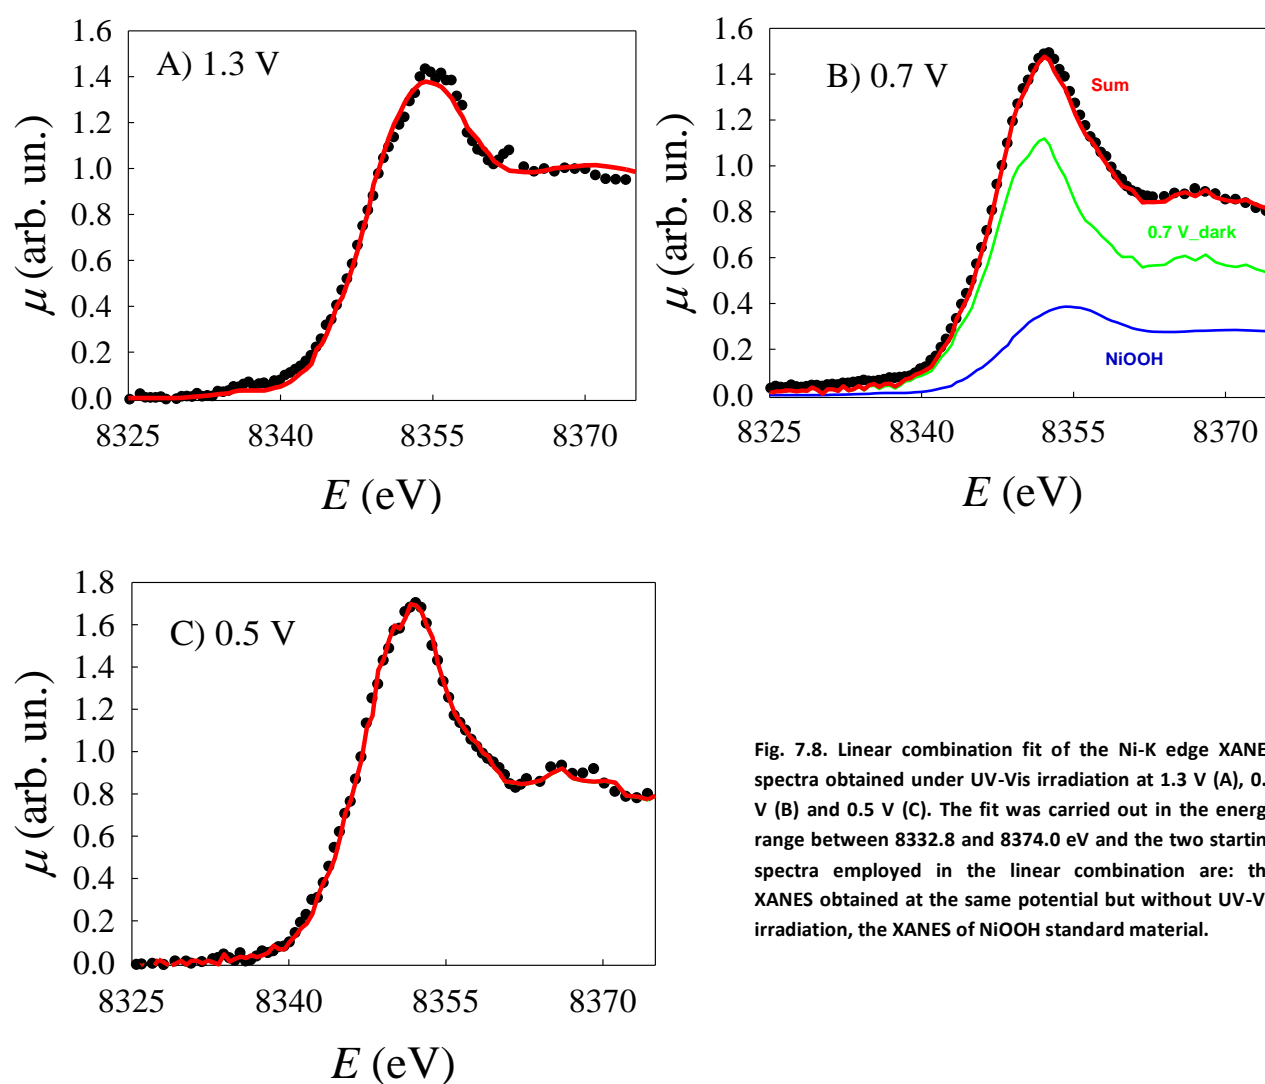 1.6
1.4
1.2
1.0
0.8
0.6
0.4
0.2
0.0
μ (arb. un.)
A) 1.3 V
8325 8340 8355 8370
E (eV)
1.6
1.4
1.2
1.0
0.8
0.6
0.4
0.2
0.0
μ (arb. un.)
B) 0.7 V
Sum
0.7 V_dark
NiOOH
8325 8340 8355 8370
E (eV)
1.8
1.6
1.4
1.2
1.0
0.8
0.6
0.4
0.2
0.0
μ (arb. un.)
C) 0.5 V
8325 8340 8355 8370
E (eV)
Fig. 7.8. Linear combination fit of the Ni-K edge XANE
spectra obtained under UV-Vis irradiation at 1.3 V (A), 0.
V (B) and 0.5 V (C). The fit was carried out in the energ
range between 8332.8 and 8374.0 eV and the two startin
spectra employed in the linear combination are: th
XANES obtained at the same potential but without UV-V
irradiation, the XANES of NiOOH standard material.